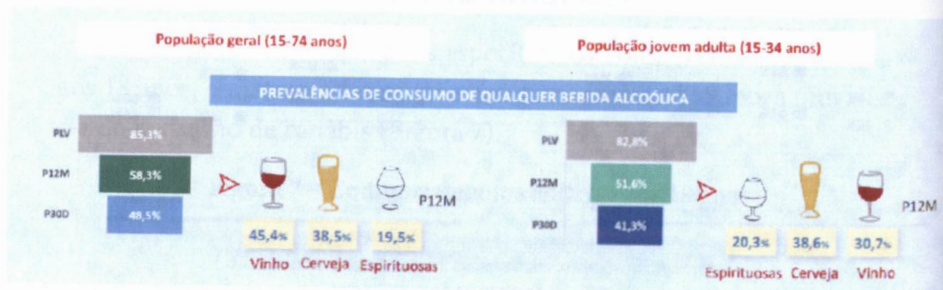 População geral (15-74 anos)
População jovem adulta (15-34 anos)
PREVALÊNCIAS DE CONSUMO DE QUALQUER BEBIDA ALCOÓLICA
PLV 85,3%
P12M 58,3%
P30D 48,5%
P12M
45,4% 38,5% 19,5%
Vinho Cerveja Espirituosas
PLV 82,8%
P12M 51,6%
P30D 41,3%
P12M
20,3% 38,6% 30,7%
Espirituosas Cerveja Vinho